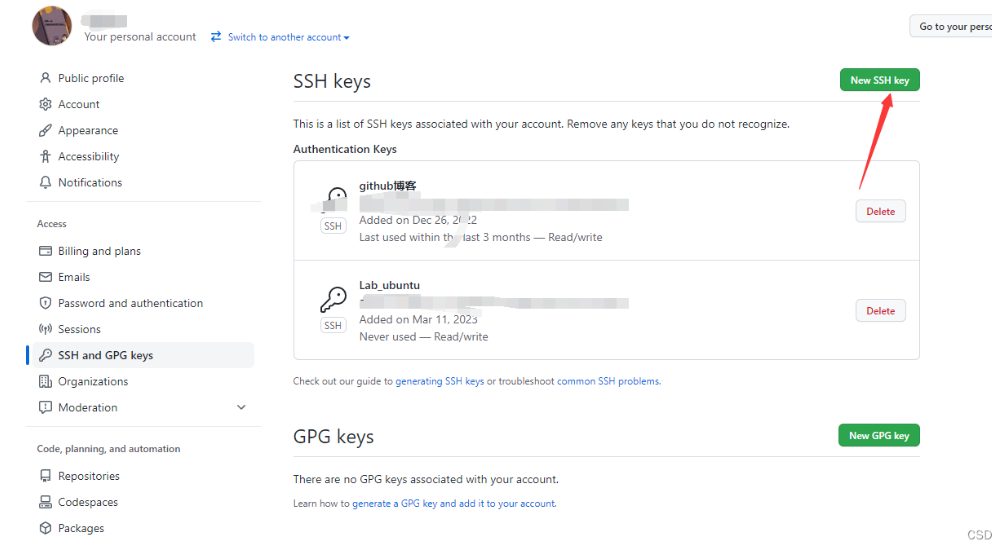 Your personal account
Switch to another account
Go to your pers
Public profile
Account
Appearance
Accessibility
Notifications
Access
Billing and plans
Emails
Password and authentication
Sessions
SSH and GPG keys
Organizations
Moderation
Code, planning, and automation
Repositories
Codespaces
Packages
SSH keys
New SSH key
This is a list of SSH keys associated with your account. Remove any keys that you do not recognize.
Authentication Keys
github博客
SSH
Added on Dec 26, 2022
Last used within the last 3 months — Read/write
Delete
Lab_ubuntu
SSH
Added on Mar 11, 2023
Never used — Read/write
Delete
Check out our guide to generating SSH keys or troubleshoot common SSH problems.
GPG keys
New GPG key
There are no GPG keys associated with your account.
Learn how to generate a GPG key and add it to your account.
CSD